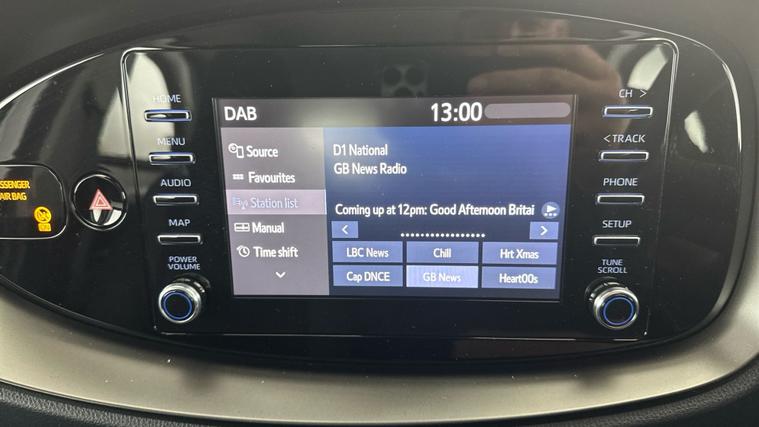 DAB
13:00
HOME
MENU
AUDIO
MAP
POWER
VOLUME
SSENGER
AIR BAG
Source
Favourites
Station list
Manual
Time shift
D1 National
GB News Radio
Coming up at 12pm: Good Afternoon Britai
<
>
LBC News
Chill
Hrt Xmas
Cap DNCE
GB News
Heart00s
CH >
< TRACK
PHONE
SETUP
TUNE
SCROLL